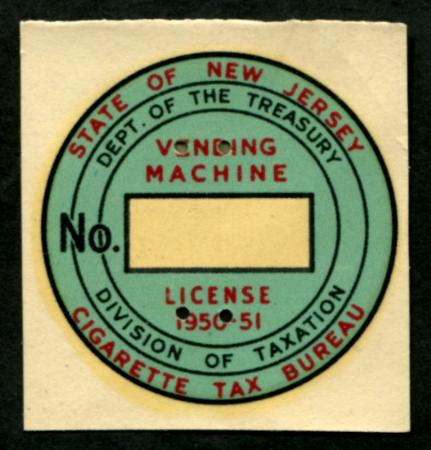 STATE OF NEW JERSEY
DEPT. OF THE TREASURY
VENDING
MACHINE
No.
LICENSE
1950-51
DIVISION OF TAXATION
CIGARETTE TAX BUREAU